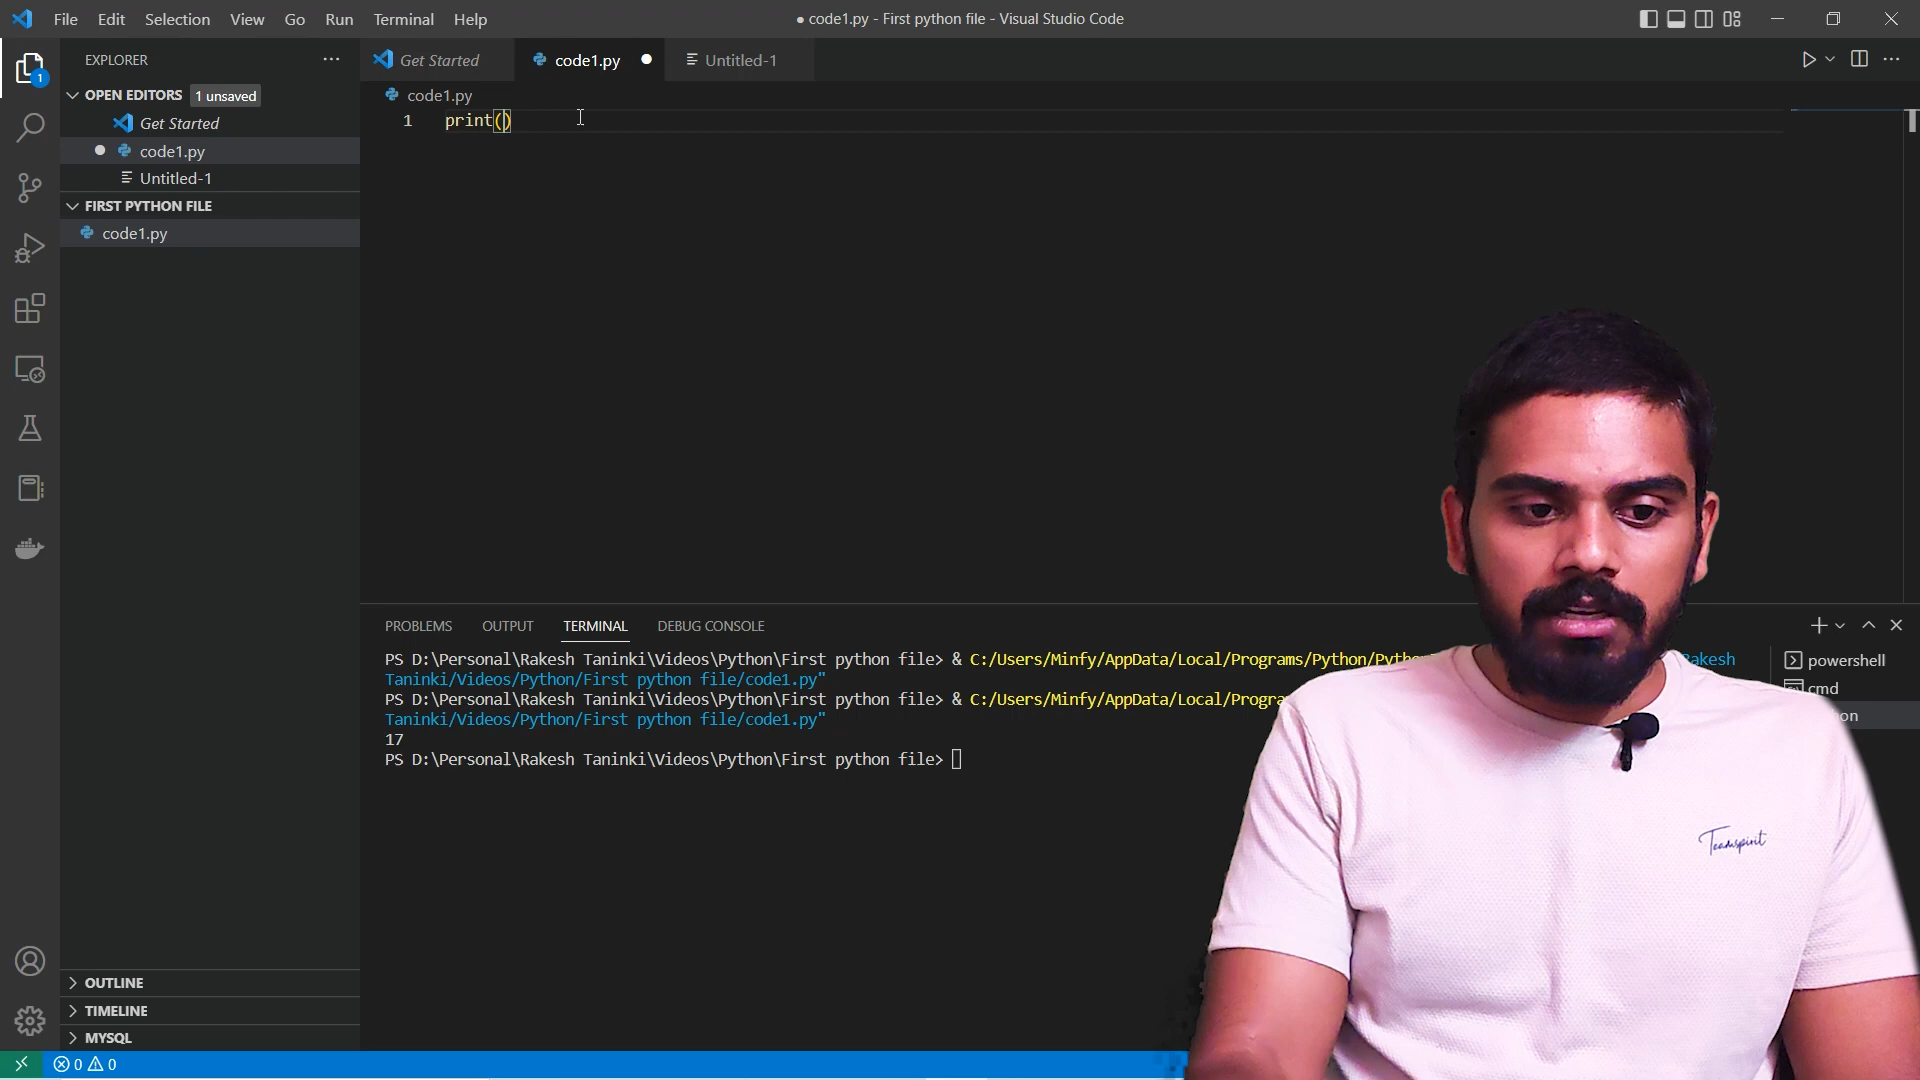 File Edit Selection View Go Run Terminal Help
● code1.py - First python file - Visual Studio Code
EXPLORER
Get Started
code1.py
Untitled-1
1
OPEN EDITORS 1 unsaved
Get Started
code1.py
Untitled-1
FIRST PYTHON FILE
code1.py
code1.py
1 print()
PROBLEMS OUTPUT TERMINAL DEBUG CONSOLE
PS D:\Personal\Rakesh Taninki\Videos\Python\First python file> & C:/Users/Minfy/AppData/Local/Programs/Python/ Rakesh
Taninki/Videos/Python/First python file/code1.py"
PS D:\Personal\Rakesh Taninki\Videos\Python\First python file> & C:/Users/Minfy/AppData/Local/
Taninki/Videos/Python/First python file/code1.py"
17
PS D:\Personal\Rakesh Taninki\Videos\Python\First python file>
powershell
cmd
Teamspirit
OUTLINE
TIMELINE
MYSQL
0 0